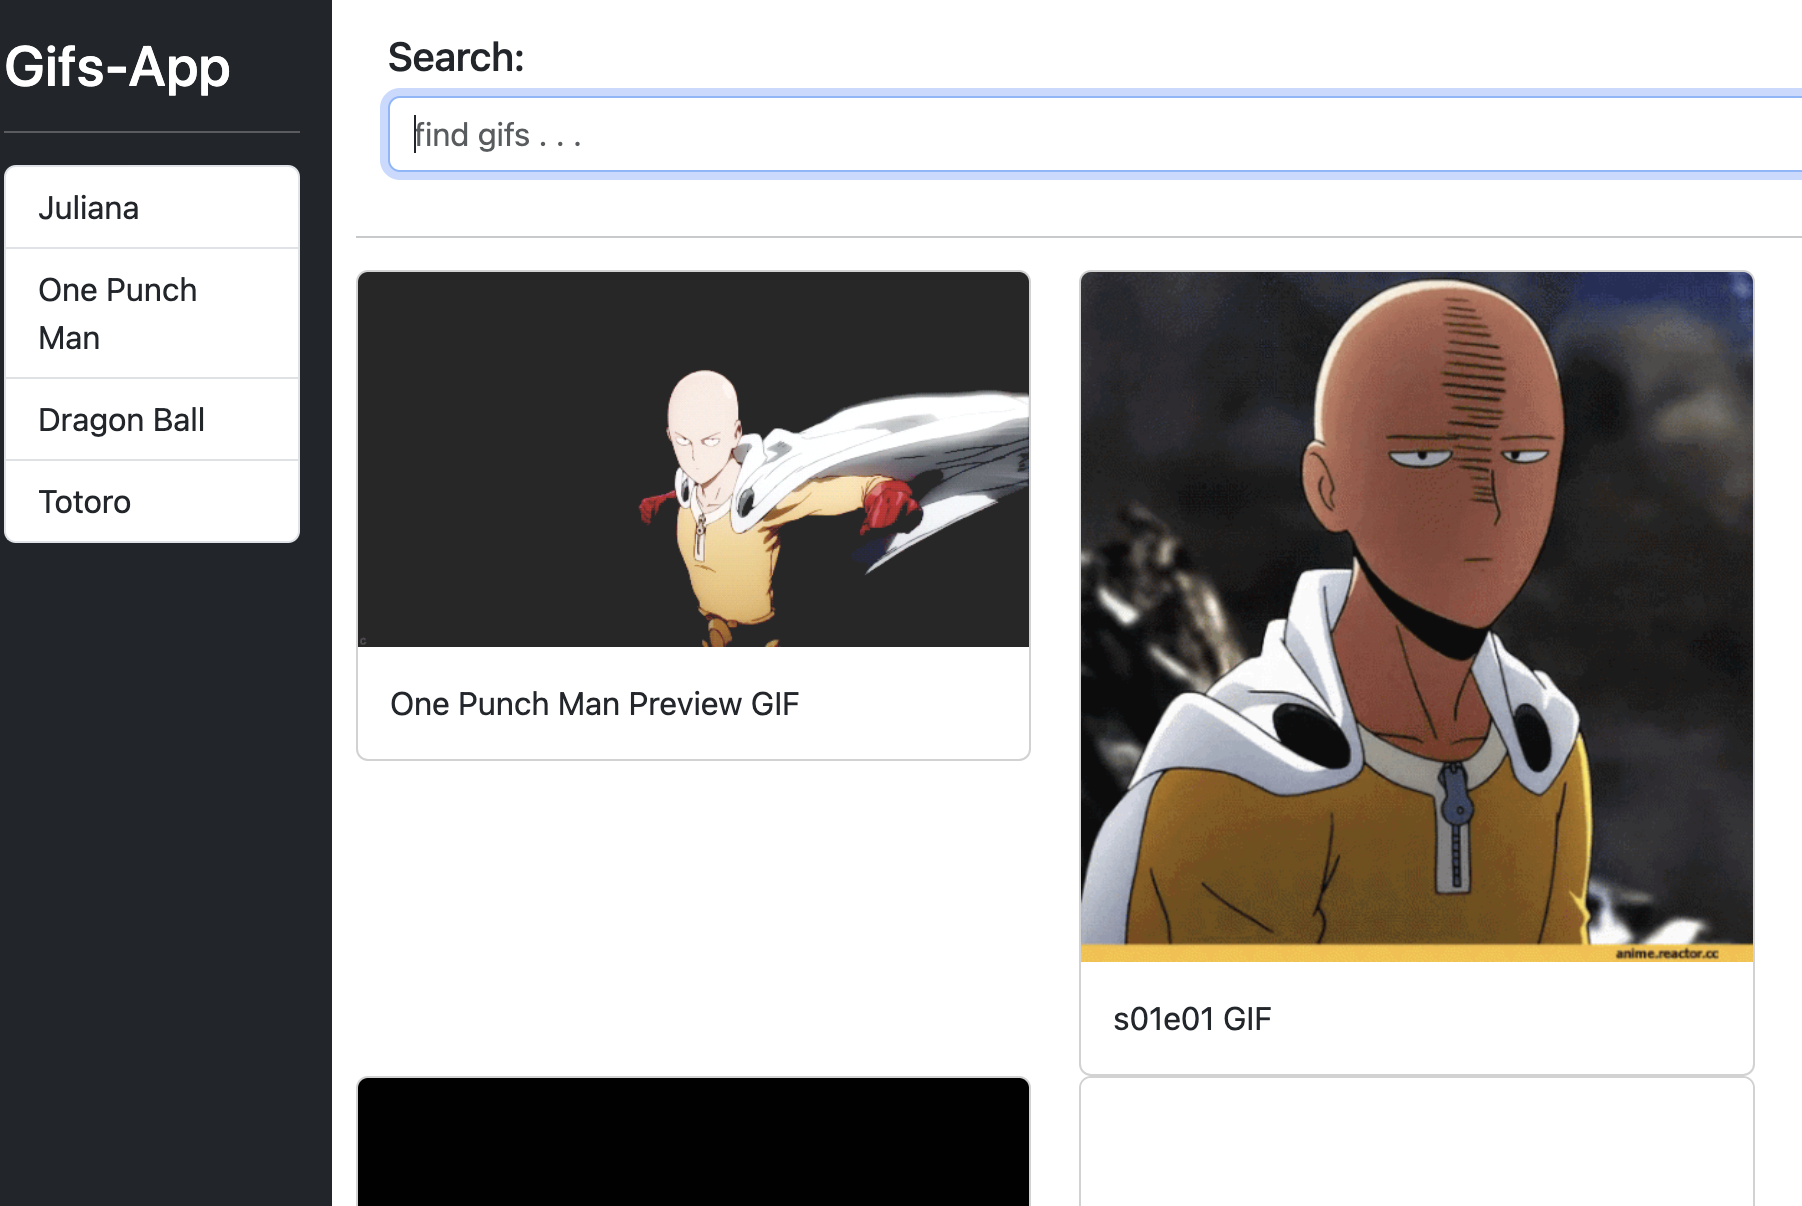 Gifs-App
Juliana
One Punch
Man
Dragon Ball
Totoro
Search:
find gifs . . .
One Punch Man Preview GIF
anime.reactor.cc
s01e01 GIF